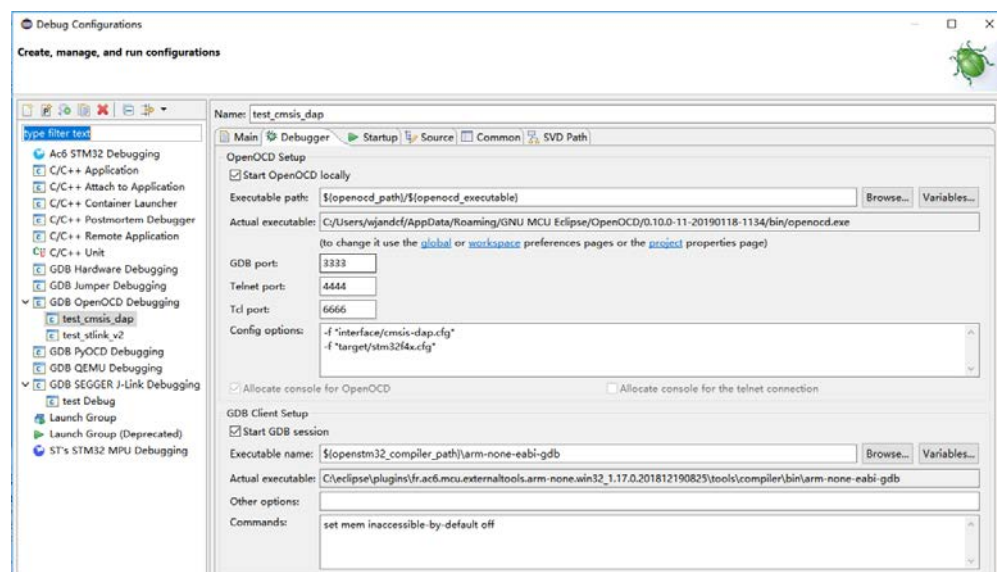 Debug Configurations
Create, manage, and run configurations
type filter text
Ac6 STM32 Debugging
C/C++ Application
C/C++ Attach to Application
C/C++ Container Launcher
C/C++ Postmortem Debugger
C/C++ Remote Application
C/C++ Unit
GDB Hardware Debugging
GDB Jumper Debugging
GDB OpenOCD Debugging
test_cmsis_dap
test_stlink_v2
GDB PyOCD Debugging
GDB QEMU Debugging
GDB SEGGER J-Link Debugging
test Debug
Launch Group
Launch Group (Deprecated)
ST's STM32 MPU Debugging
Name: test_cmsis_dap
Main Debugger Startup Source Common SVD Path
OpenOCD Setup
Start OpenOCD locally
Executable path: ${openocd_path}/${openocd_executable} Browse... Variables...
Actual executable: C:/Users/wjandcf/AppData/Roaming/GNU MCU Eclipse/OpenOCD/0.10.0-11-20190118-1134/bin/openocd.exe
(to change it use the global or workspace preferences pages or the project properties page)
GDB port: 3333
Telnet port: 4444
Tcl port: 6666
Config options: -f "interface/cmsis-dap.cfg"
-f "target/stm32f4x.cfg"
Allocate console for OpenOCD Allocate console for the telnet connection
GDB Client Setup
Start GDB session
Executable name: ${openstm32_compiler_path}\arm-none-eabi-gdb Browse... Variables...
Actual executable: C:\eclipse\plugins\fr.ac6.mcu.externaltools.arm-none.win32_1.17.0.201812190825\tools\compiler\bin\arm-none-eabi-gdb
Other options:
Commands: set mem inaccessible-by-default off